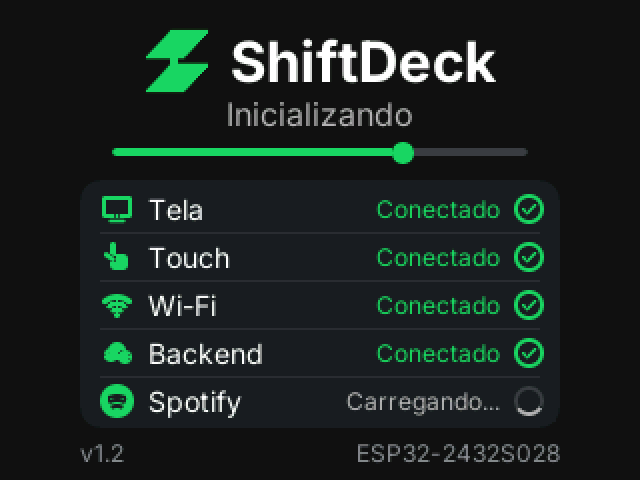 ShiftDeck
Inicializando
Tela Conectado
Touch Conectado
Wi-Fi Conectado
Backend Conectado
Spotify Carregando...
v1.2 ESP32-2432S028